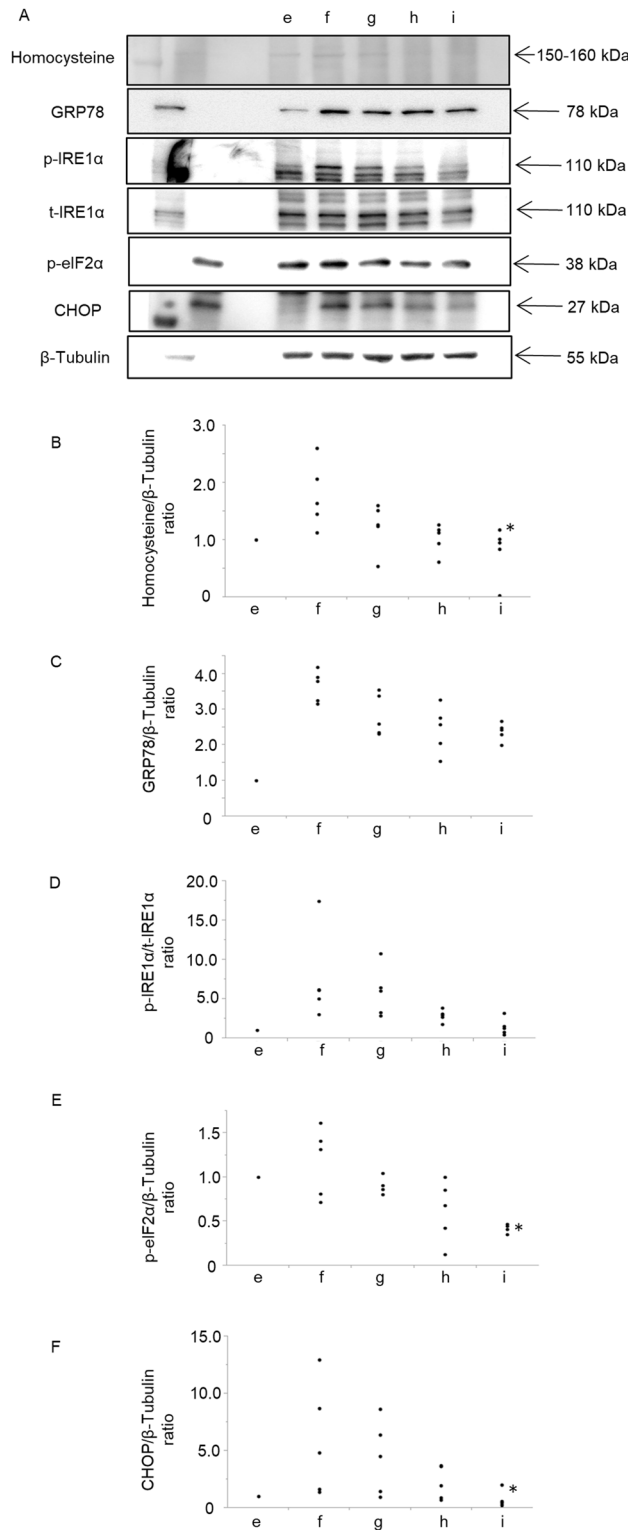 A
e f g h i
Homocysteine 150-160 kDa
GRP78 78 kDa
p-IRE1α 110 kDa
t-IRE1α 110 kDa
p-eIF2α 38 kDa
CHOP 27 kDa
β-Tubulin 55 kDa
B
Homocysteine/β-Tubulin
ratio
3.0
2.0
1.0
0
*
e f g h i
C
GRP78/β-Tubulin
ratio
4.0
3.0
2.0
1.0
0
e f g h i
D
p-IRE1α/t-IRE1α
ratio
20.0
15.0
10.0
5.0
0
e f g h i
E
p-eIF2α/β-Tubulin
ratio
1.5
1.0
0.5
0
*
e f g h i
F
CHOP/β-Tubulin
ratio
15.0
10.0
5.0
0
*
e f g h i